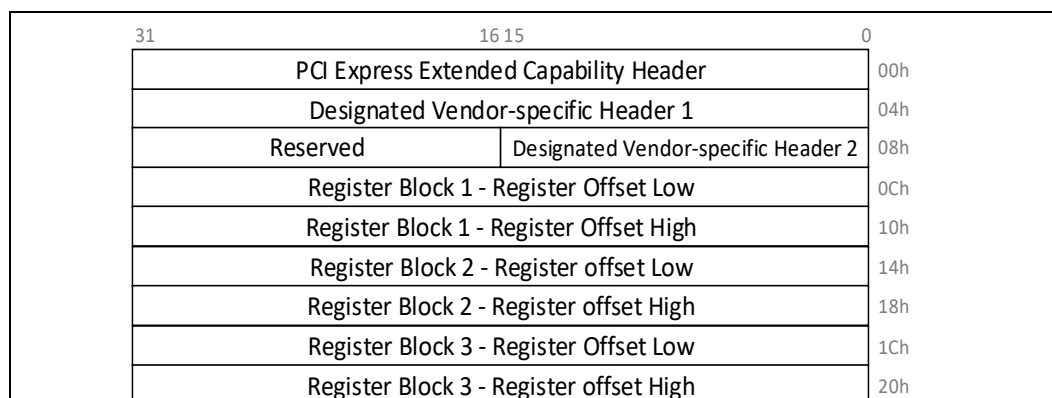 31 16 15 0
PCI Express Extended Capability Header 00h
Designated Vendor-specific Header 1 04h
Reserved Designated Vendor-specific Header 2 08h
Register Block 1 - Register Offset Low 0Ch
Register Block 1 - Register Offset High 10h
Register Block 2 - Register offset Low 14h
Register Block 2 - Register offset High 18h
Register Block 3 - Register Offset Low 1Ch
Register Block 3 - Register offset High 20h